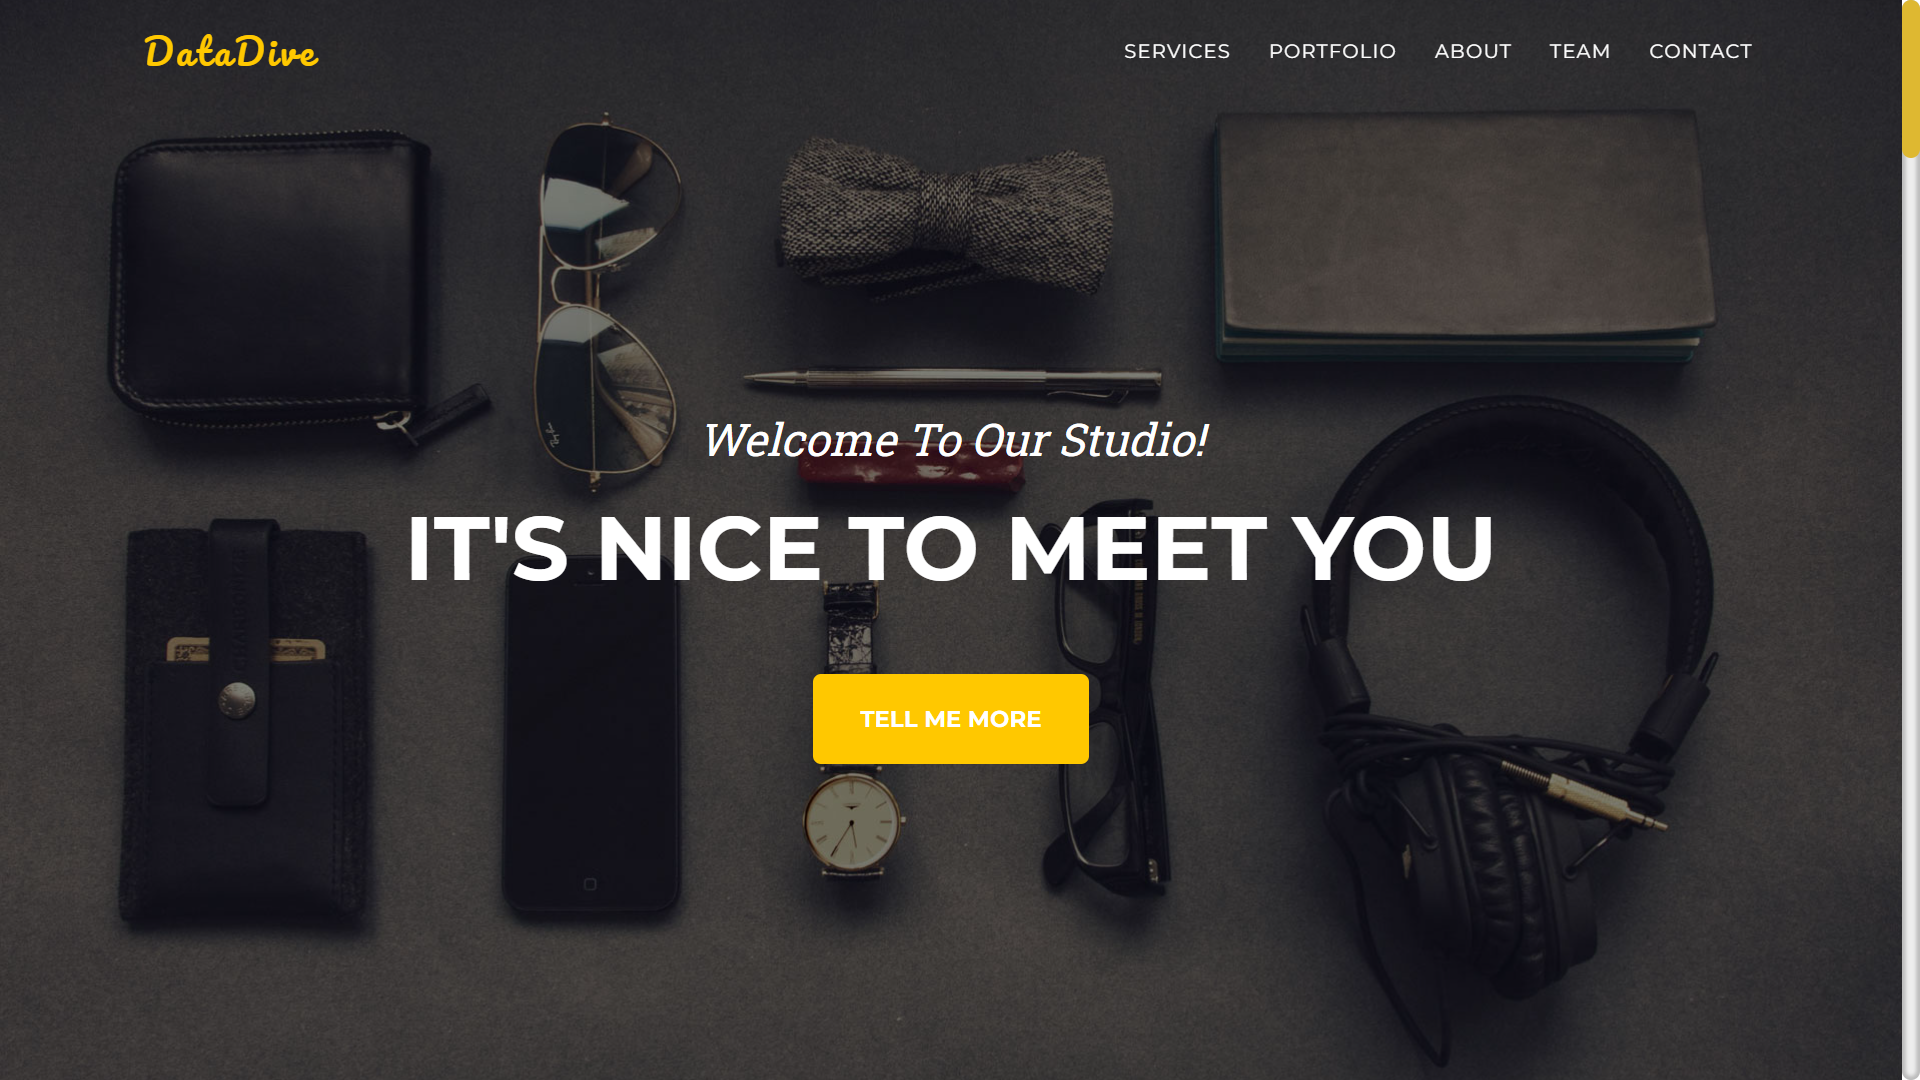 DataDive
SERVICES PORTFOLIO ABOUT TEAM CONTACT
Welcome To Our Studio!
IT'S NICE TO MEET YOU
TELL ME MORE